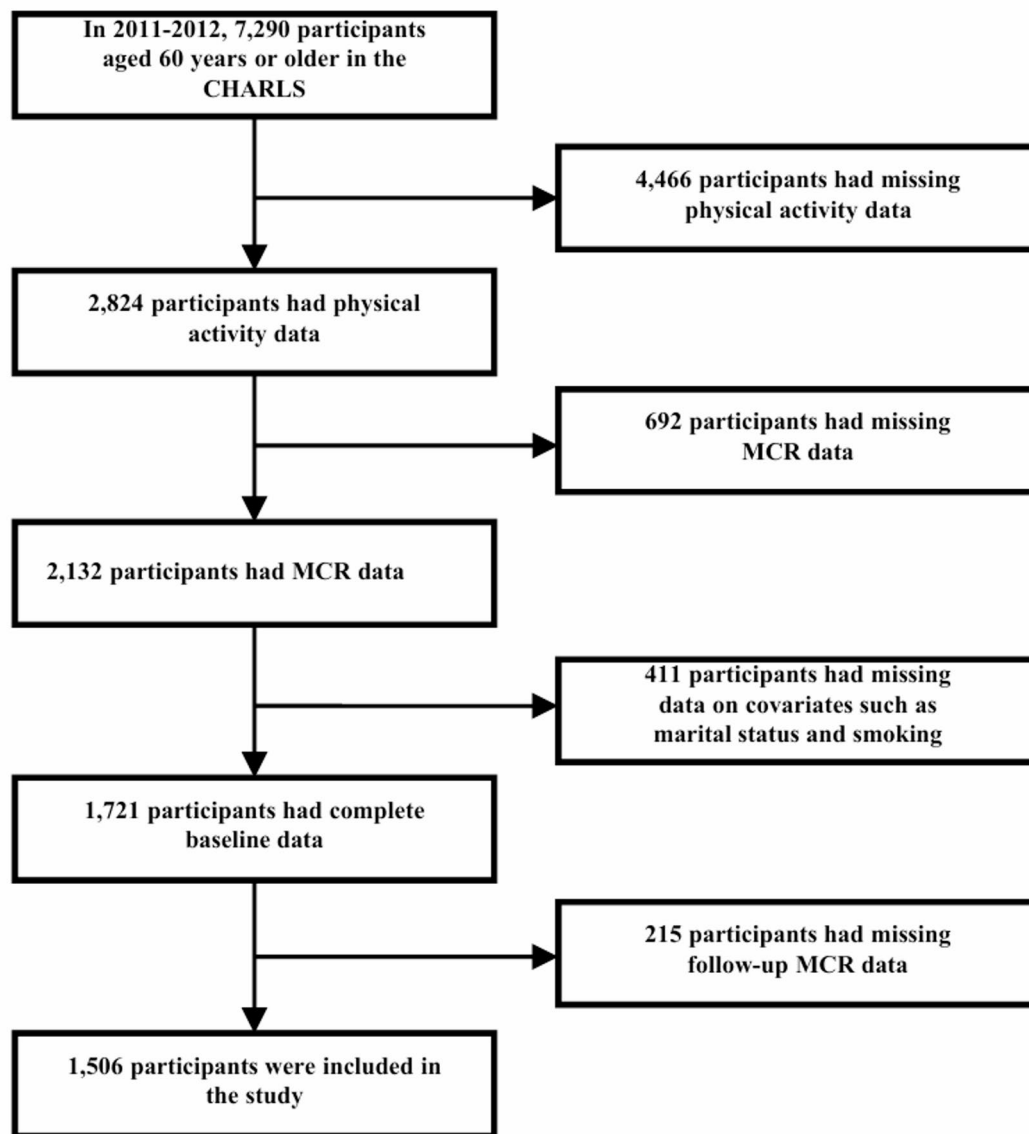 In 2011-2012, 7,290 participants
aged 60 years or older in the
CHARLS
4,466 participants had missing
physical activity data
2,824 participants had physical
activity data
692 participants had missing
MCR data
2,132 participants had MCR data
411 participants had missing
data on covariates such as
marital status and smoking
1,721 participants had complete
baseline data
215 participants had missing
follow-up MCR data
1,506 participants were included in
the study